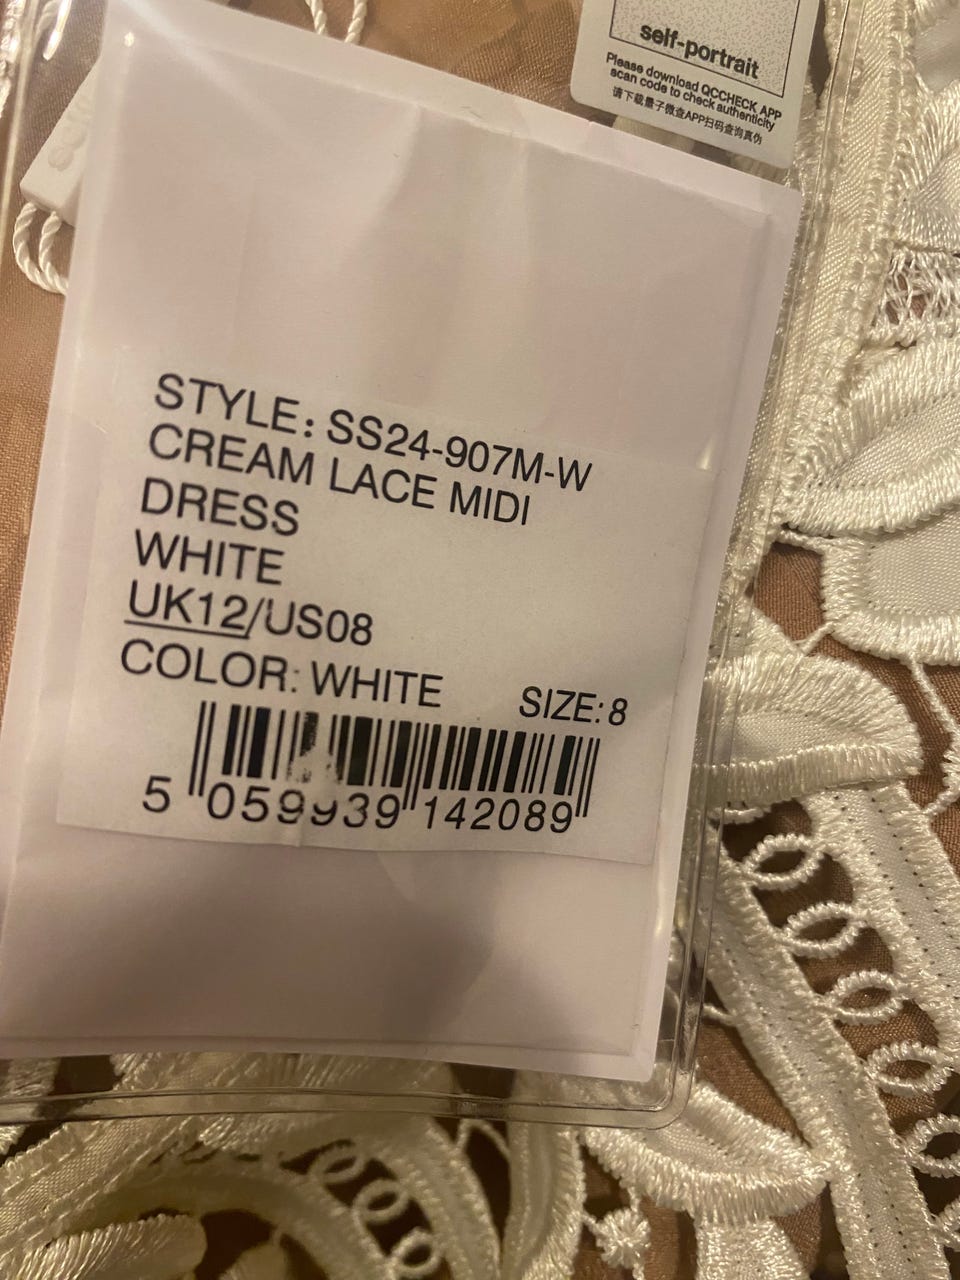 self-portrait
Please download QCCHECK APP
scan code to check authenticity
请下载量子微查APP扫码查询真伪
STYLE: SS24-907M-W
CREAM LACE MIDI
DRESS
WHITE
UK12/US08
COLOR: WHITE SIZE: 8
5 059939 142089